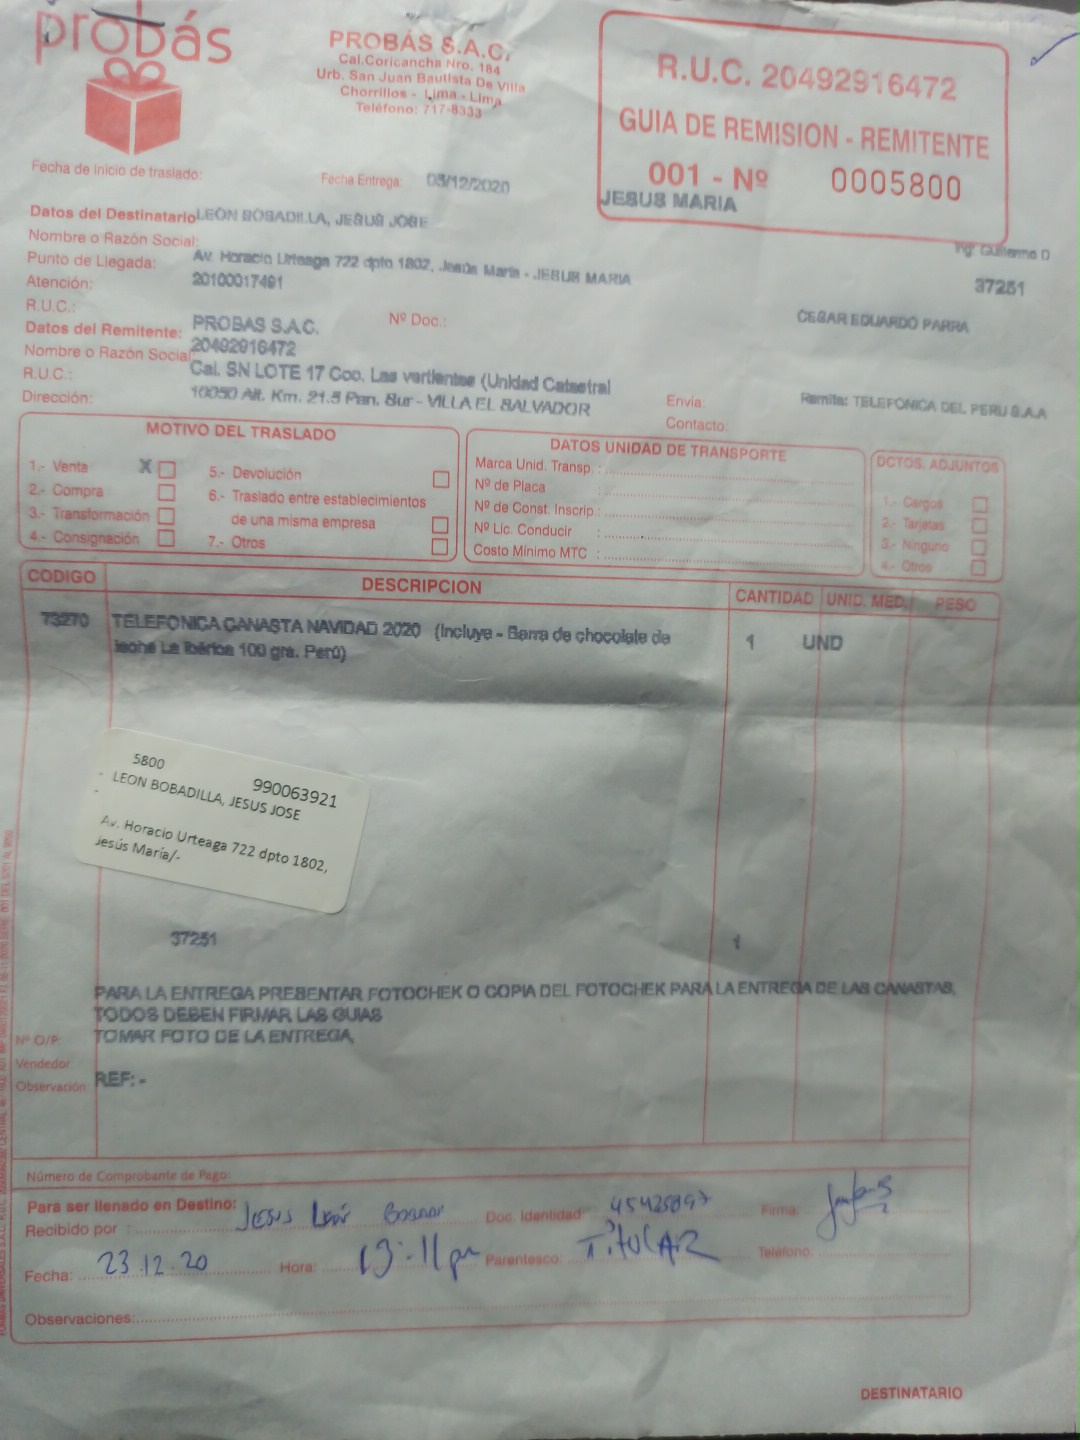 probás
PROBÁS S.A.C.
Cal.Coricancha Nro. 184
Urb. San Juan Bautista De Villa
Chorrillos - Lima - Lima
Teléfono: 717-8333
R.U.C. 20492916472
GUIA DE REMISION - REMITENTE
001 - Nº 0005800
JESUS MARIA
Fecha de inicio de traslado:
Fecha Entrega: 03/12/2020
Datos del Destinatario LEON BOBADILLA, JESUS JOSE
Nombre o Razón Social:
Ing. Guillermo D
Punto de Llegada: Av. Horacio Urteaga 722 dpto 1802, Jesús María - JESUS MARIA
Atención: 20100017491
37251
R.U.C.:
Nº Doc.:
CESAR EDUARDO PARRA
Datos del Remitente: PROBAS S.A.C.
Nombre o Razón Social 20492916472
R.U.C.: Cal. SN LOTE 17 Coo. Las vertientes (Unidad Catastral
Dirección: 10050 Alt. Km. 21.5 Pan. Sur - VILLA EL SALVADOR
Envia: Remite: TELEFONICA DEL PERU S.A.A
Contacto:
MOTIVO DEL TRASLADO
1.- Venta X
2.- Compra
3.- Transformación
4.- Consignación
5.- Devolución
6.- Traslado entre establecimientos
de una misma empresa
7.- Otros
DATOS UNIDAD DE TRANSPORTE
Marca Unid. Transp. :
Nº de Placa :
Nº de Const. Inscrip.:
Nº Lic. Conducir :
Costo Mínimo MTC :
DCTOS. ADJUNTOS
1.- Cargos
2.- Tarjetas
3.- Ninguno
4.- Otros
CODIGO DESCRIPCION CANTIDAD UNID. MED. PESO
73270 TELEFONICA CANASTA NAVIDAD 2020 (Incluye - Barra de chocolate de
leche La Ibérica 100 grs. Perú) 1 UND
5800 990063921
- LEON BOBADILLA, JESUS JOSE
-
Av. Horacio Urteaga 722 dpto 1802,
Jesús María/-
37251 1
PARA LA ENTREGA PRESENTAR FOTOCHEK O COPIA DEL FOTOCHEK PARA LA ENTREGA DE LAS CANASTAS,
TODOS DEBEN FIRMAR LAS GUIAS
Nº O/P: TOMAR FOTO DE LA ENTREGA,
Vendedor
Observación: REF: -
Número de Comprobante de Pago:
Para ser llenado en Destino:
Recibido por : JESUS León Doc. Identidad: Firma:
Fecha: 23.12.20 Hora: 13:11 pm Parentesco: TITULAR Teléfono:
Observaciones:
DESTINATARIO